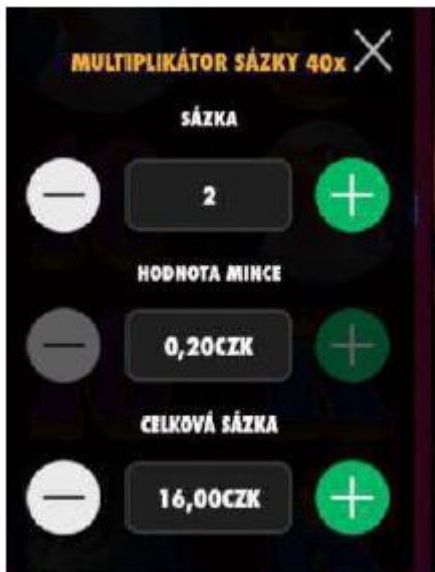 MULTIPLIKÁTOR SÁZKY 40x
SÁZKA
2
HODNOTA MINCE
0,20CZK
CELKOVÁ SÁZKA
16,00CZK